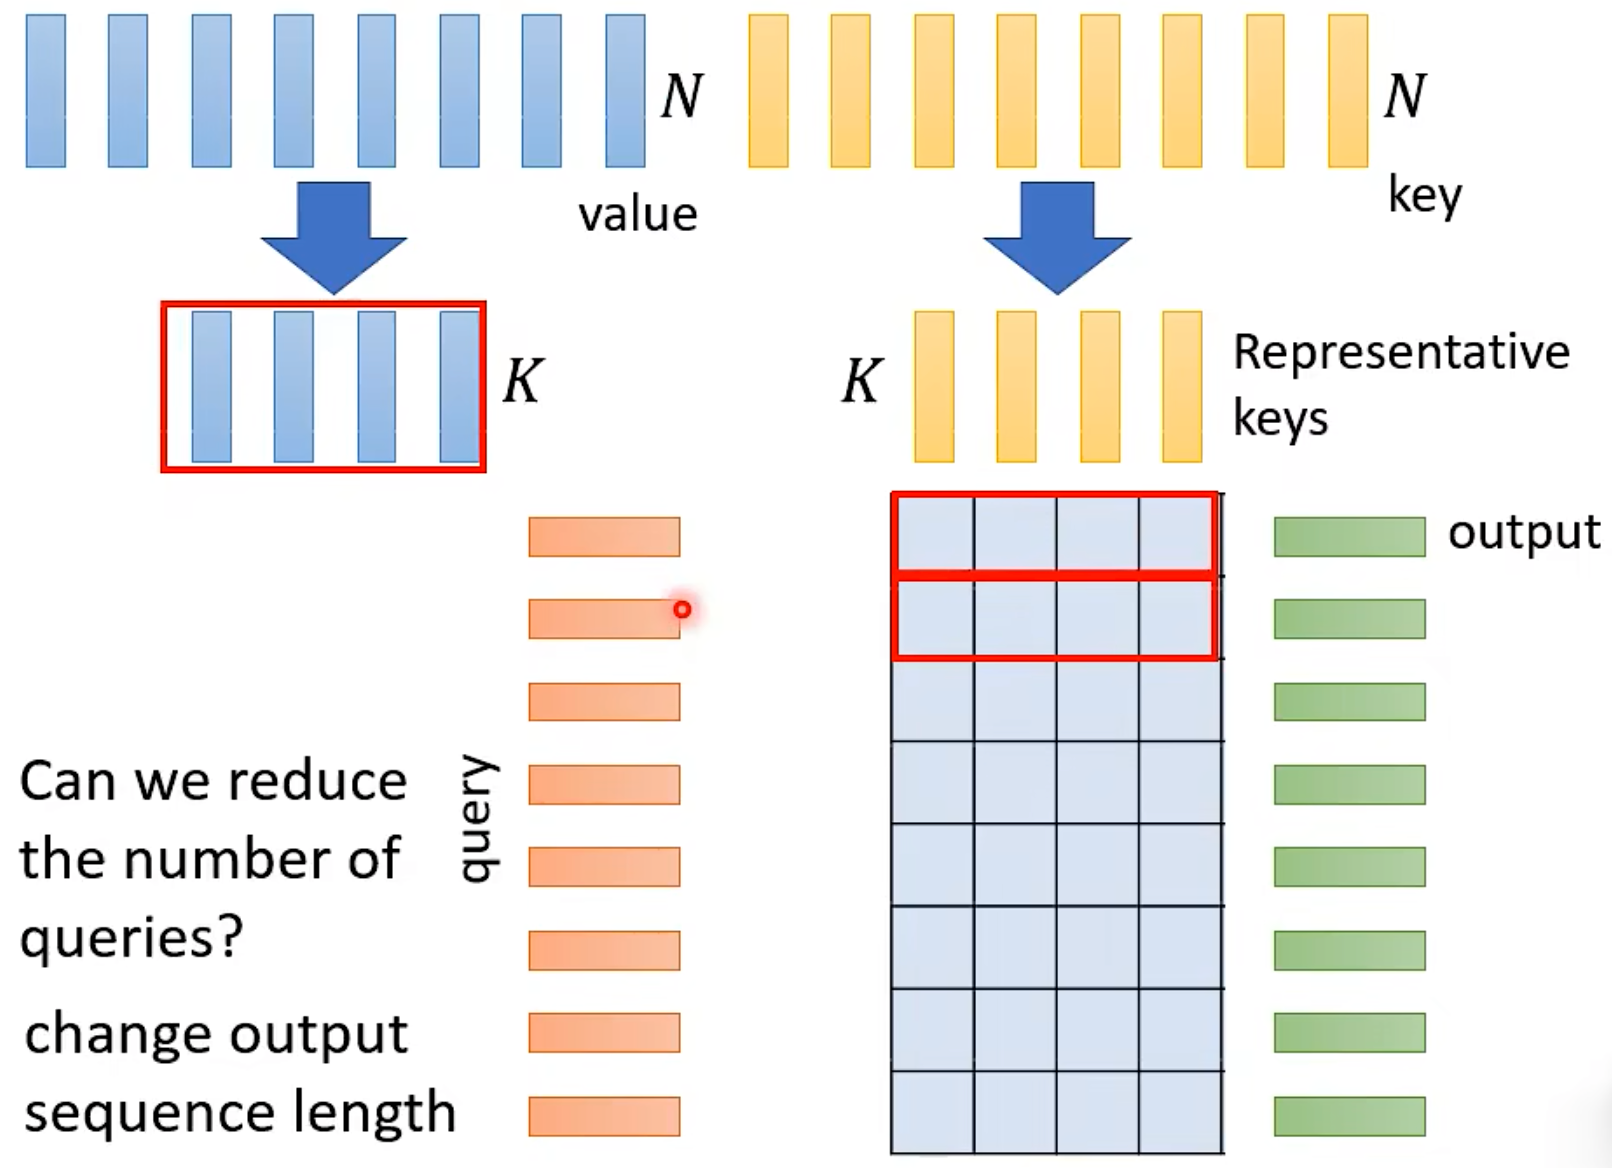 N
N
value
key
K
K
Representative
keys
output
query
Can we reduce
the number of
queries?
change output
sequence length